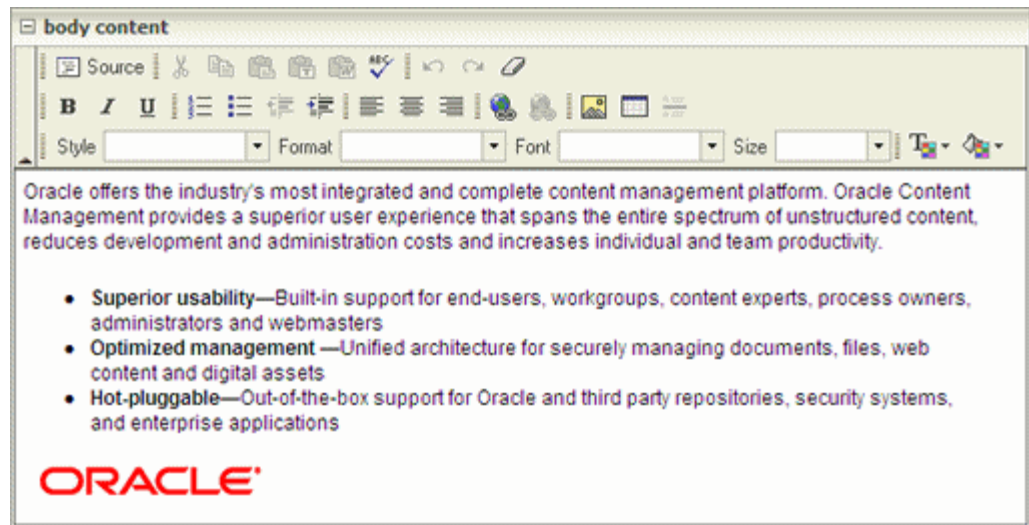 body content
Source ABC
B I U
Style Format Font Size T
Oracle offers the industry's most integrated and complete content management platform. Oracle Content
Management provides a superior user experience that spans the entire spectrum of unstructured content,
reduces development and administration costs and increases individual and team productivity.
• Superior usability—Built-in support for end-users, workgroups, content experts, process owners,
administrators and webmasters
• Optimized management —Unified architecture for securely managing documents, files, web
content and digital assets
• Hot-pluggable—Out-of-the-box support for Oracle and third party repositories, security systems,
and enterprise applications
ORACLE